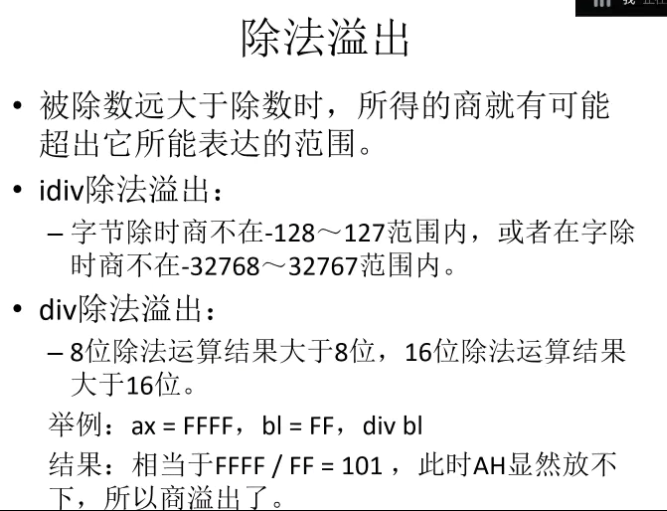 除法溢出
• 被除数远大于除数时，所得的商就有可能
超出它所能表达的范围。
• idiv除法溢出：
– 字节除时商不在-128～127范围内，或者在字除
时商不在-32768～32767范围内。
• div除法溢出：
– 8位除法运算结果大于8位，16位除法运算结果
大于16位。
举例：ax = FFFF，bl = FF，div bl
结果：相当于FFFF / FF = 101 ，此时AH显然放不
下，所以商溢出了。